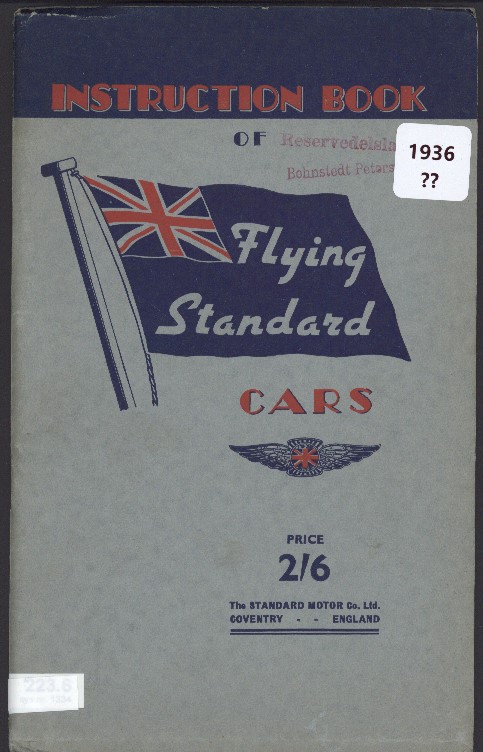 INSTRUCTION BOOK
OF
Reservedelsla
Bohnstedt Peters
1936
??
Flying
Standard
CARS
PRICE
2/6
The STANDARD MOTOR Co. Ltd.
COVENTRY - - ENGLAND
223.6